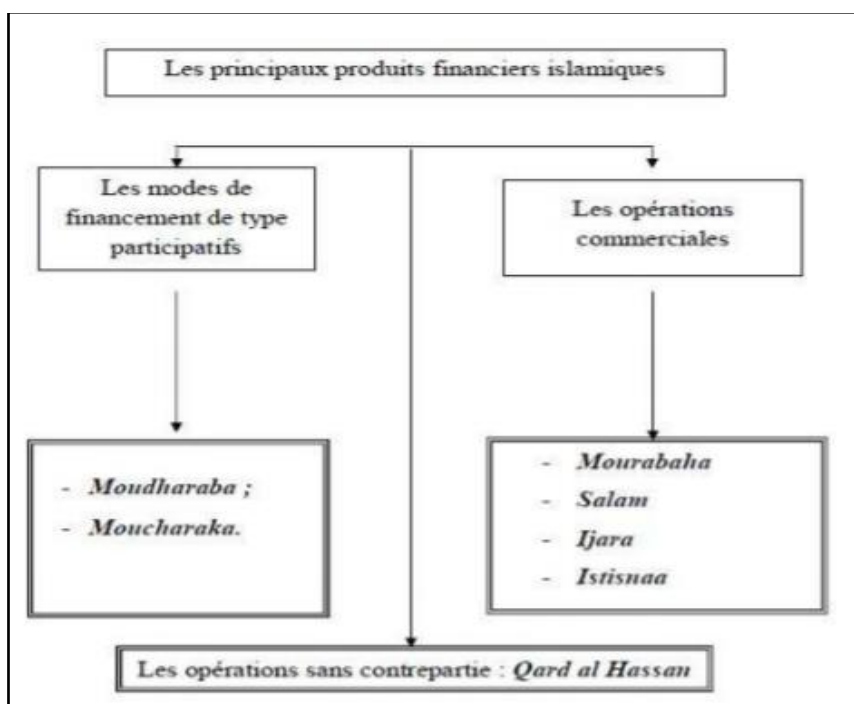 Les principaux produits financiers islamiques
Les modes de
financement de type
participatifs
Les opérations
commerciales
- Moudharaba ;
- Moucharaka.
- Mourabaha
- Salam
- Ijara
- Istisnaa
Les opérations sans contrepartie : Qard al Hassan